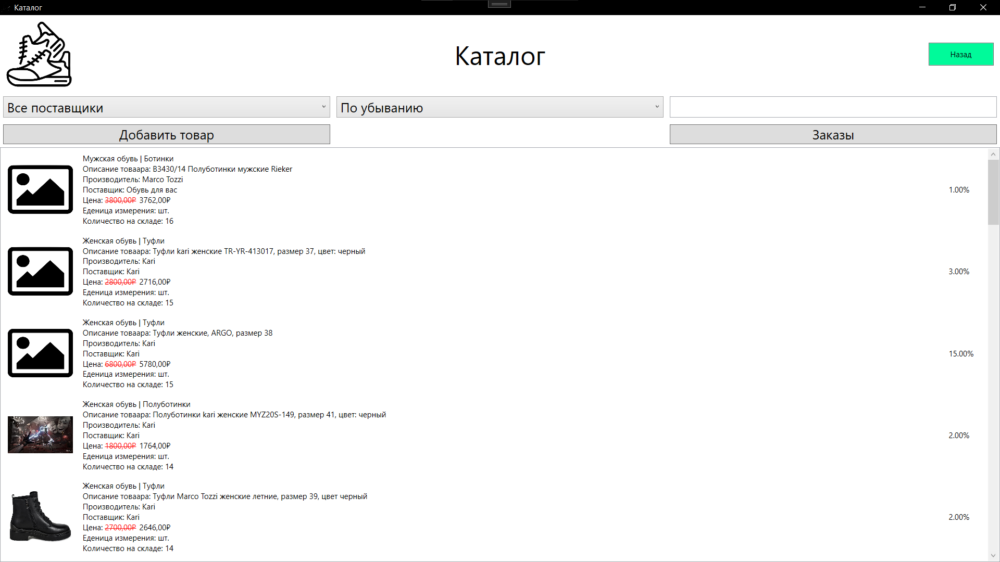 Каталог
Каталог
Назад
Все поставщики
По убыванию
Добавить товар
Заказы
Мужская обувь | Ботинки
Описание товаара: B3430/14 Полуботинки мужские Rieker
Производитель: Marco Tozzi
Поставщик: Обувь для вас
Цена: 3800,00₽ 3762,00₽
Еденица измерения: шт.
Количество на складе: 16
1.00%
Женская обувь | Туфли
Описание товаара: Туфли kari женские TR-YR-413017, размер 37, цвет: черный
Производитель: Kari
Поставщик: Kari
Цена: 2800,00₽ 2716,00₽
Еденица измерения: шт.
Количество на складе: 15
3.00%
Женская обувь | Туфли
Описание товаара: Туфли женские, ARGO, размер 38
Производитель: Kari
Поставщик: Kari
Цена: 6800,00₽ 5780,00₽
Еденица измерения: шт.
Количество на складе: 15
15.00%
Женская обувь | Полуботинки
Описание товаара: Полуботинки kari женские MYZ20S-149, размер 41, цвет: черный
Производитель: Kari
Поставщик: Kari
Цена: 1800,00₽ 1764,00₽
Еденица измерения: шт.
Количество на складе: 14
2.00%
Женская обувь | Туфли
Описание товаара: Туфли Marco Tozzi женские летние, размер 39, цвет черный
Производитель: Kari
Поставщик: Kari
Цена: 2700,00₽ 2646,00₽
Еденица измерения: шт.
Количество на складе: 14
2.00%